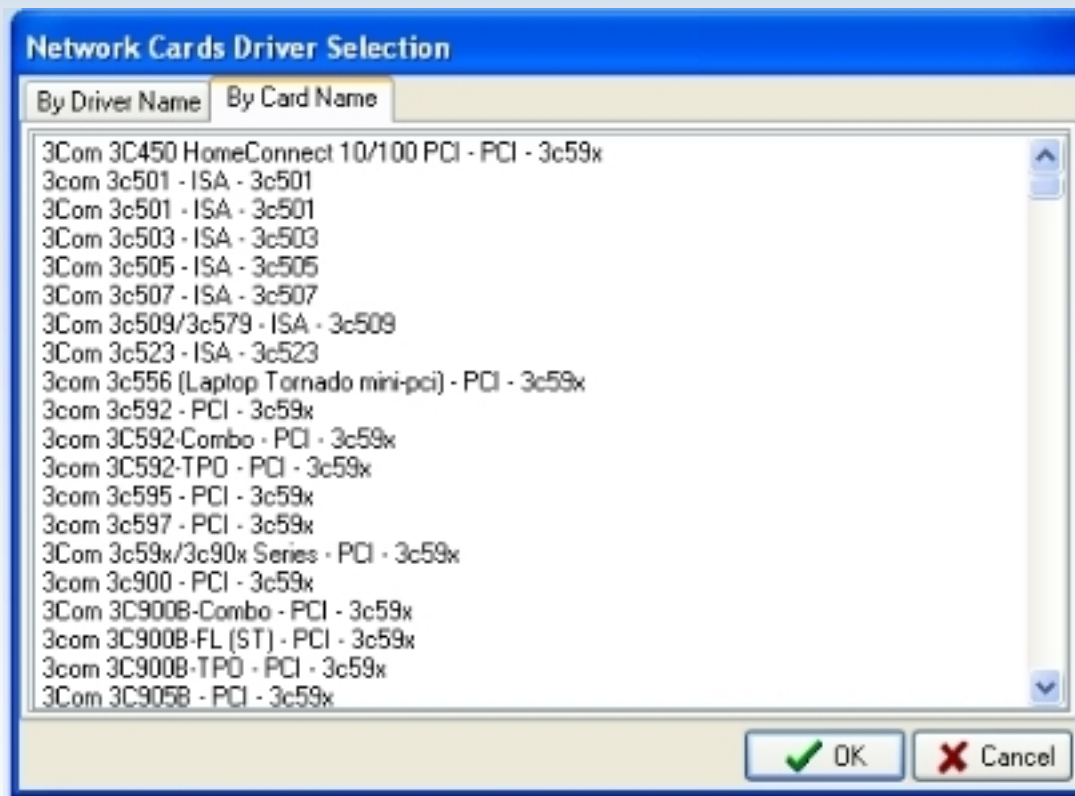 Network Cards Driver Selection
By Driver Name By Card Name
3Com 3C450 HomeConnect 10/100 PCI - PCI - 3c59x
3com 3c501 - ISA - 3c501
3Com 3c501 - ISA - 3c501
3Com 3c503 - ISA - 3c503
3Com 3c505 - ISA - 3c505
3Com 3c507 - ISA - 3c507
3Com 3c509/3c579 - ISA - 3c509
3Com 3c523 - ISA - 3c523
3com 3c556 (Laptop Tornado mini-pci) - PCI - 3c59x
3com 3c592 - PCI - 3c59x
3com 3C592-Combo - PCI - 3c59x
3com 3C592-TPO - PCI - 3c59x
3com 3c595 - PCI - 3c59x
3com 3c597 - PCI - 3c59x
3Com 3c59x/3c90x Series - PCI - 3c59x
3com 3c900 - PCI - 3c59x
3Com 3C900B-Combo - PCI - 3c59x
3com 3C900B-FL (ST) - PCI - 3c59x
3com 3C900B-TPO - PCI - 3c59x
3Com 3C905B - PCI - 3c59x
OK Cancel